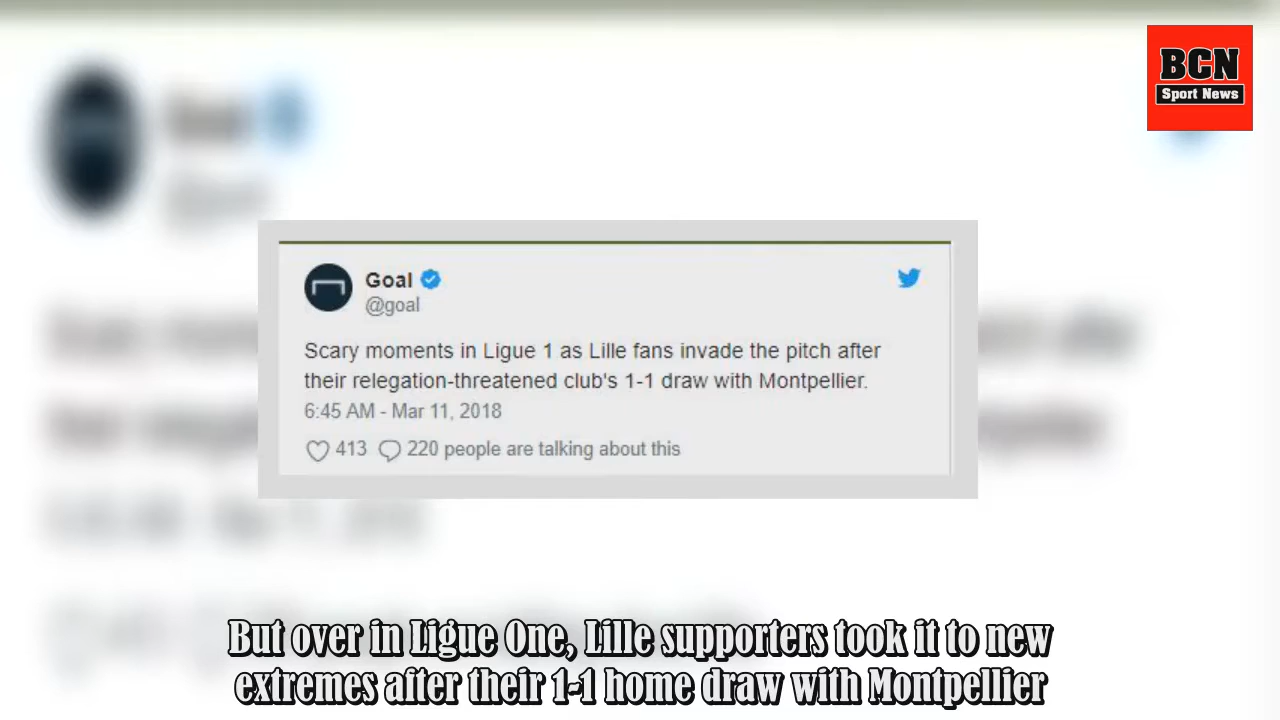 BCN
Sport News
Goal
@goal
Scary moments in Ligue 1 as Lille fans invade the pitch after
their relegation-threatened club's 1-1 draw with Montpellier.
6:45 AM - Mar 11, 2018
413 220 people are talking about this
But over in Ligue One, Lille supporters took it to new
extremes after their 1-1 home draw with Montpellier